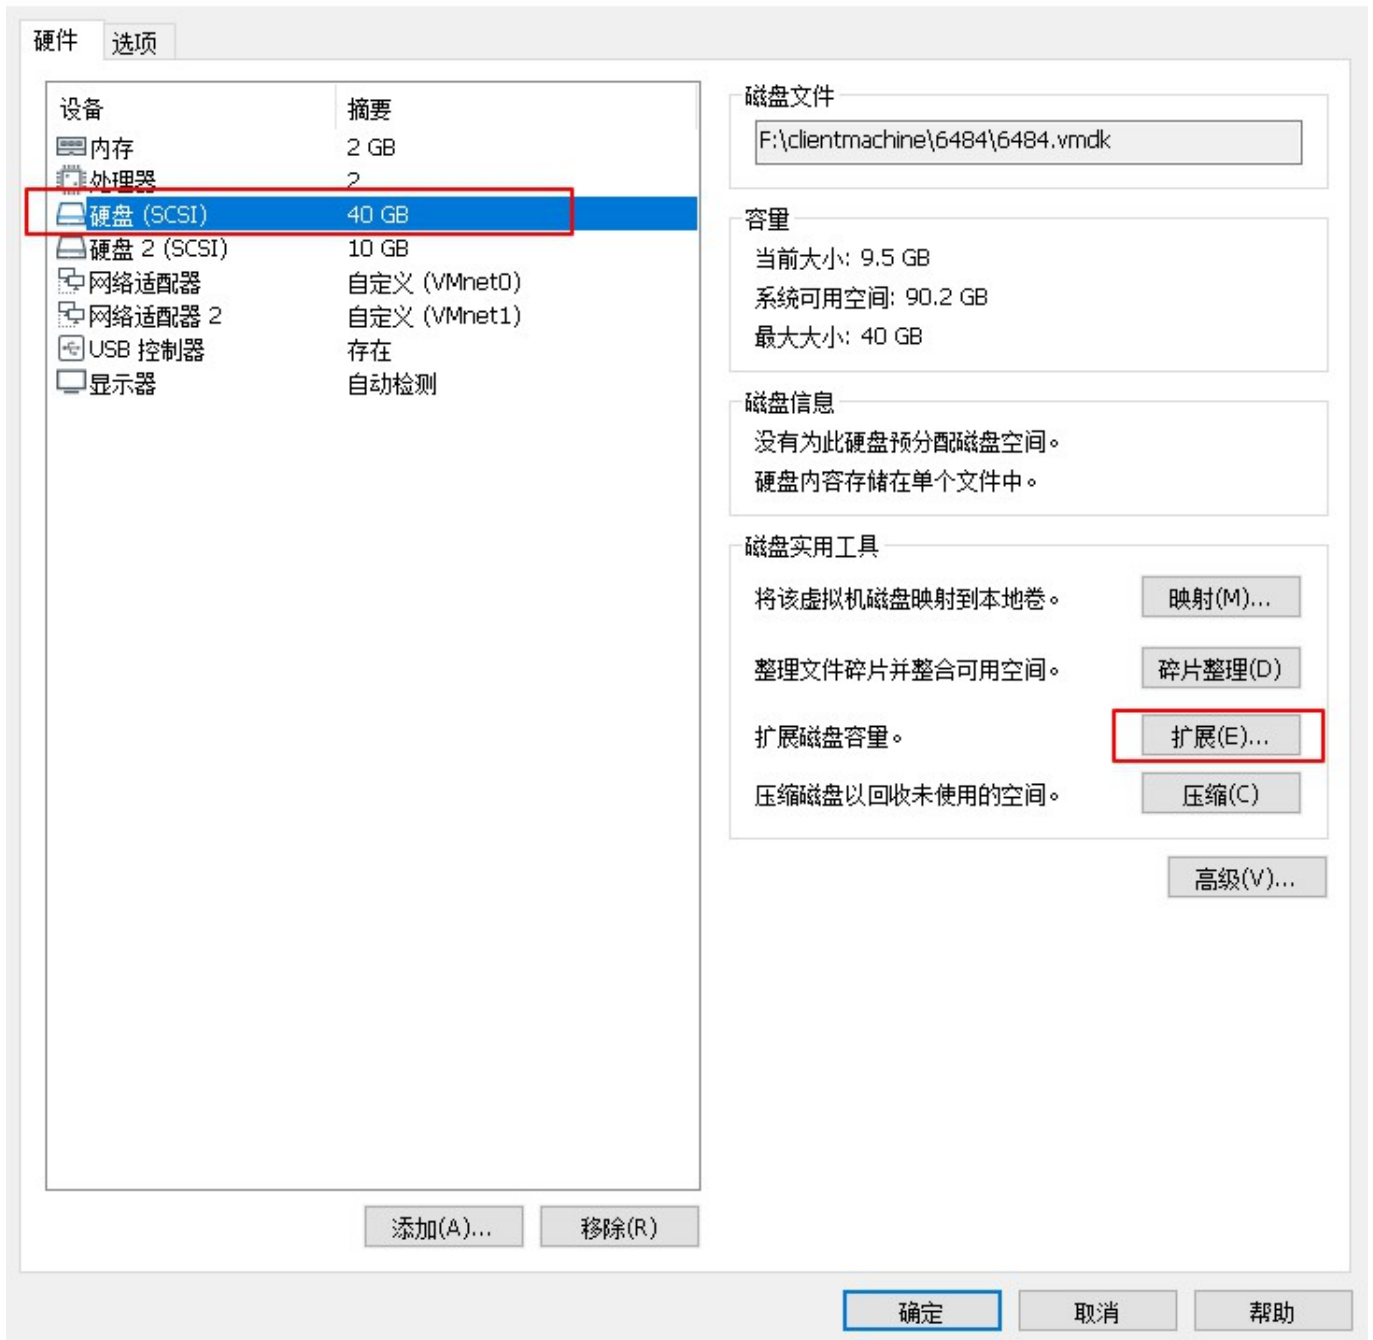 硬件 选项
设备 摘要
内存 2 GB
处理器 2
硬盘 (SCSI) 40 GB
硬盘 2 (SCSI) 10 GB
网络适配器 自定义 (VMnet0)
网络适配器 2 自定义 (VMnet1)
USB 控制器 存在
显示器 自动检测
添加(A)... 移除(R)
磁盘文件
F:\clientmachine\6484\6484.vmdk
容量
当前大小: 9.5 GB
系统可用空间: 90.2 GB
最大大小: 40 GB
磁盘信息
没有为此硬盘预分配磁盘空间。
硬盘内容存储在单个文件中。
磁盘实用工具
将该虚拟机磁盘映射到本地卷。 映射(M)...
整理文件碎片并整合可用空间。 碎片整理(D)
扩展磁盘容量。 扩展(E)...
压缩磁盘以回收未使用的空间。 压缩(C)
高级(V)...
确定 取消 帮助